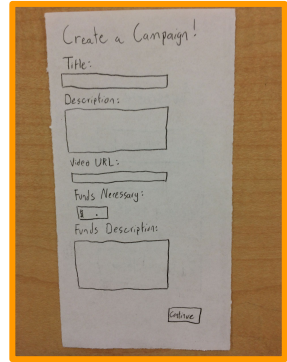 Create a Campaign!
Title:
Description:
Video URL:
Funds Necessary:
$ .
Funds Description:
Continue